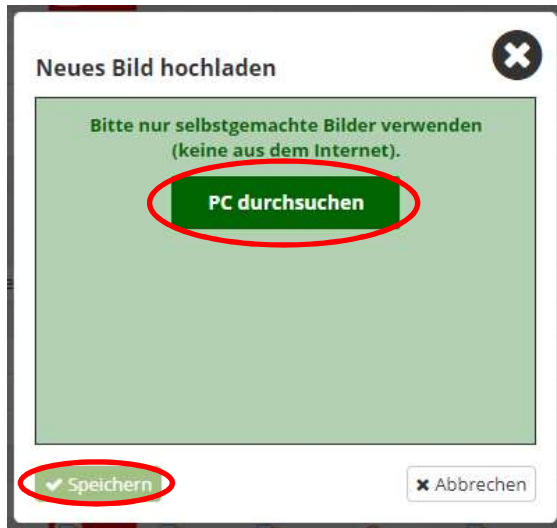 Neues Bild hochladen
Bitte nur selbstgemachte Bilder verwenden
(keine aus dem Internet).
PC durchsuchen
Speichern
Abbrechen